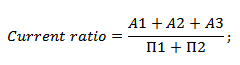 Current ratio = (A1 + A2 + A3) / (П1 + П2);